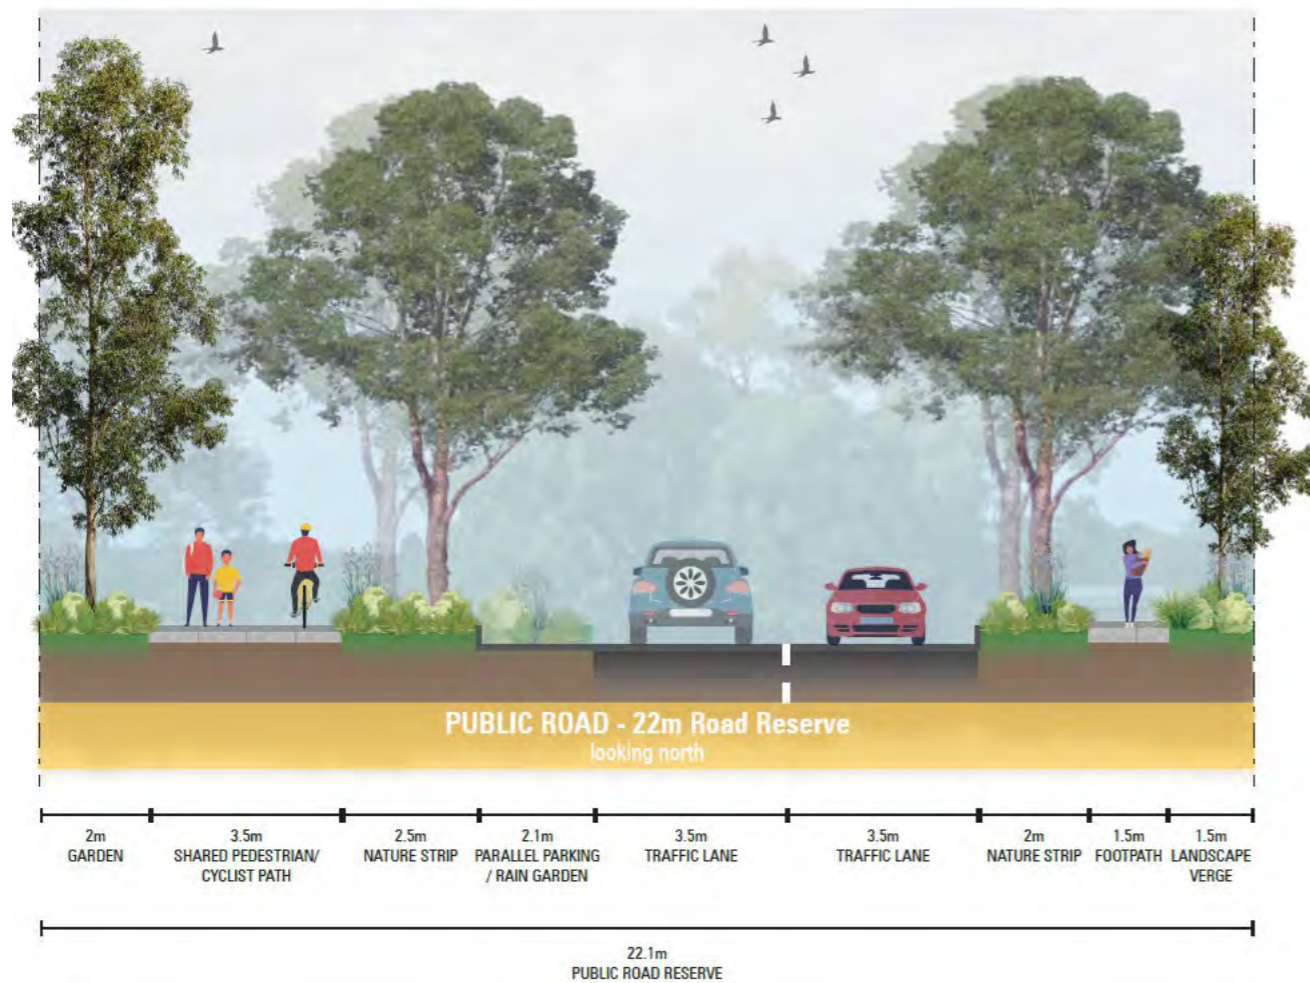 PUBLIC ROAD - 22m Road Reserve
looking north
2m
GARDEN
3.5m
SHARED PEDESTRIAN/
CYCLIST PATH
2.5m
NATURE STRIP
2.1m
PARALLEL PARKING
/ RAIN GARDEN
3.5m
TRAFFIC LANE
3.5m
TRAFFIC LANE
2m
NATURE STRIP
1.5m
FOOTPATH
1.5m
LANDSCAPE
VERGE
22.1m
PUBLIC ROAD RESERVE